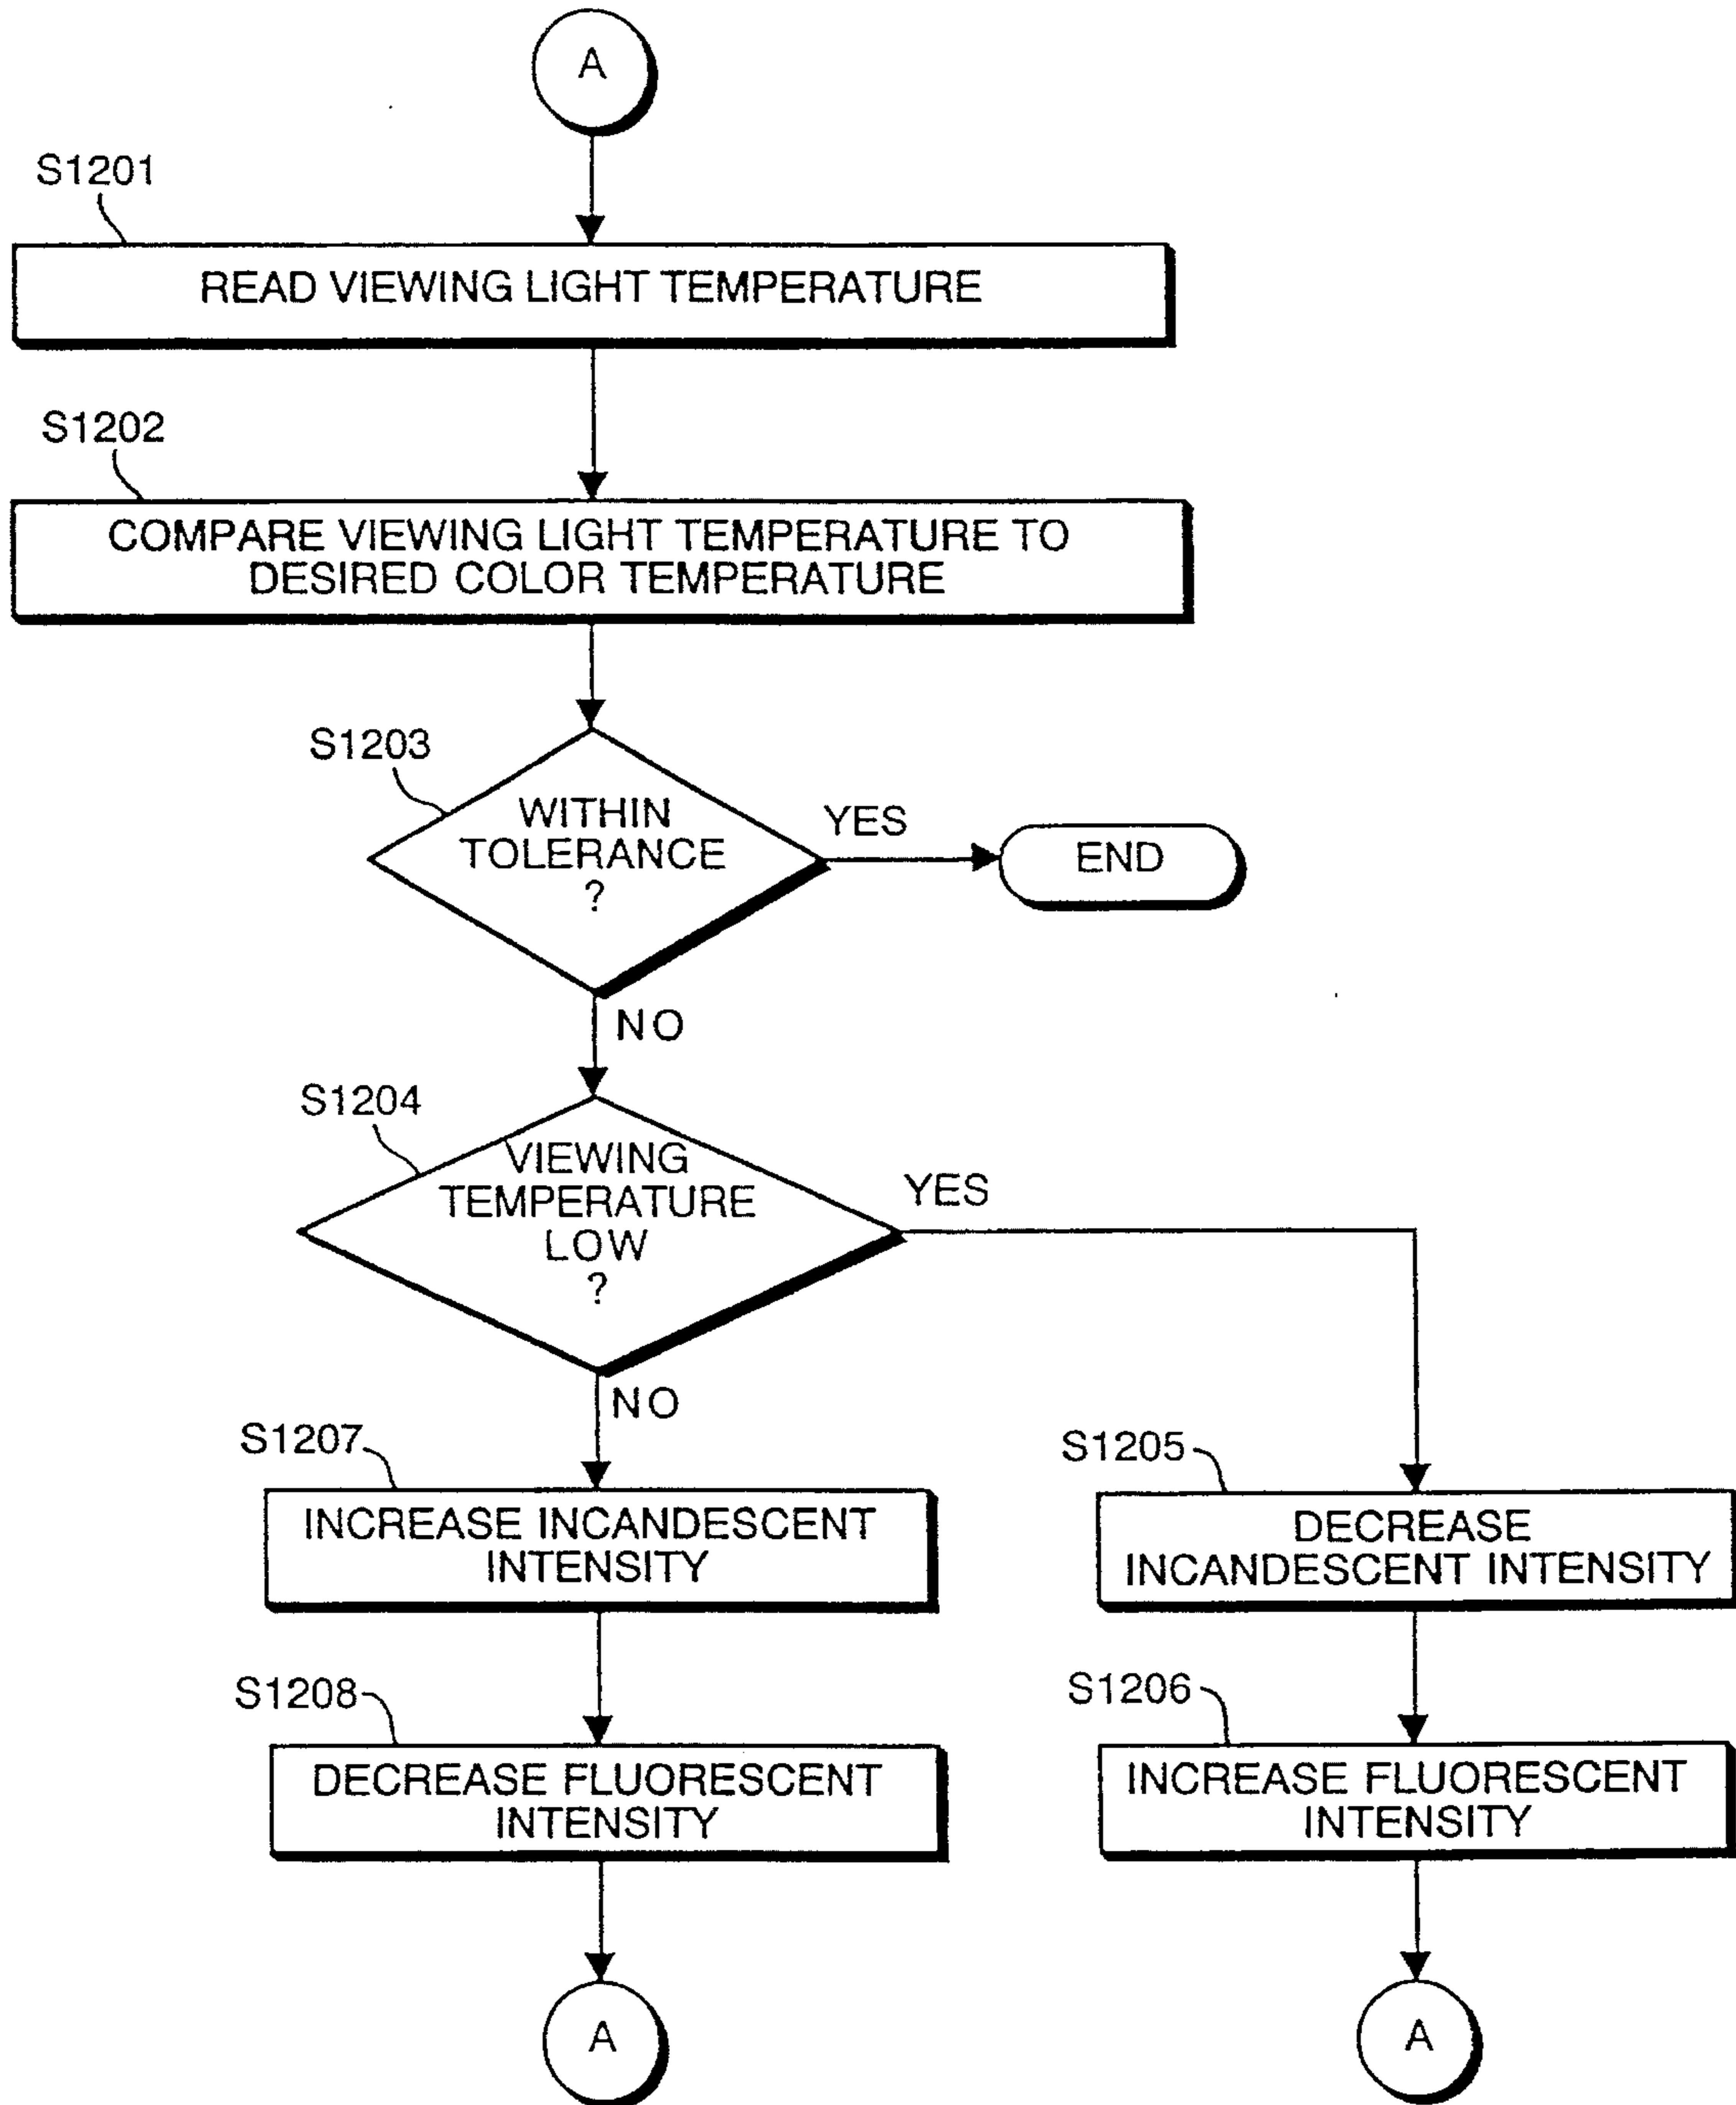 A
S1201
READ VIEWING LIGHT TEMPERATURE
S1202
COMPARE VIEWING LIGHT TEMPERATURE TO
DESIRED COLOR TEMPERATURE
S1203
WITHIN
TOLERANCE
?
YES
END
NO
S1204
VIEWING
TEMPERATURE
LOW
?
YES
NO
S1207
INCREASE INCANDESCENT
INTENSITY
S1205
DECREASE
INCANDESCENT INTENSITY
S1208
DECREASE FLUORESCENT
INTENSITY
S1206
INCREASE FLUORESCENT
INTENSITY
A
A